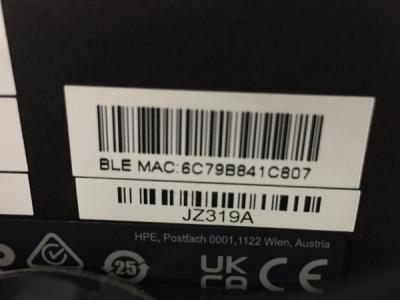 BLE MAC:6C79B841C807
JZ319A
HPE, Postfach 0001,1122 Wien, Austria
25
UK
CA CE